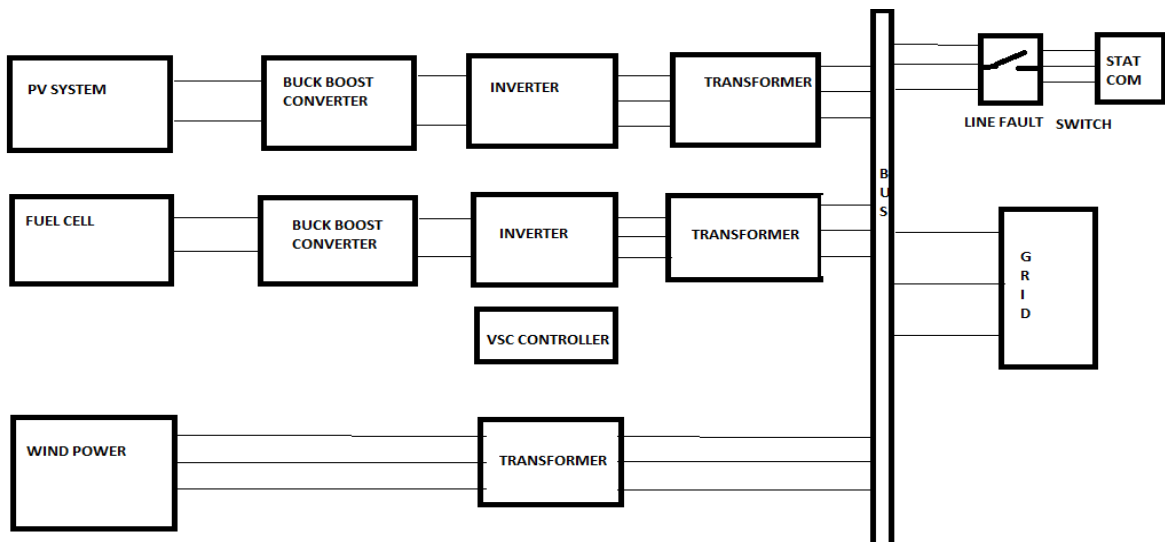 PV SYSTEM
BUCK BOOST
CONVERTER
INVERTER
TRANSFORMER
STAT
COM
LINE FAULT
SWITCH
B
U
S
FUEL CELL
BUCK BOOST
CONVERTER
INVERTER
TRANSFORMER
G
R
I
D
VSC CONTROLLER
WIND POWER
TRANSFORMER